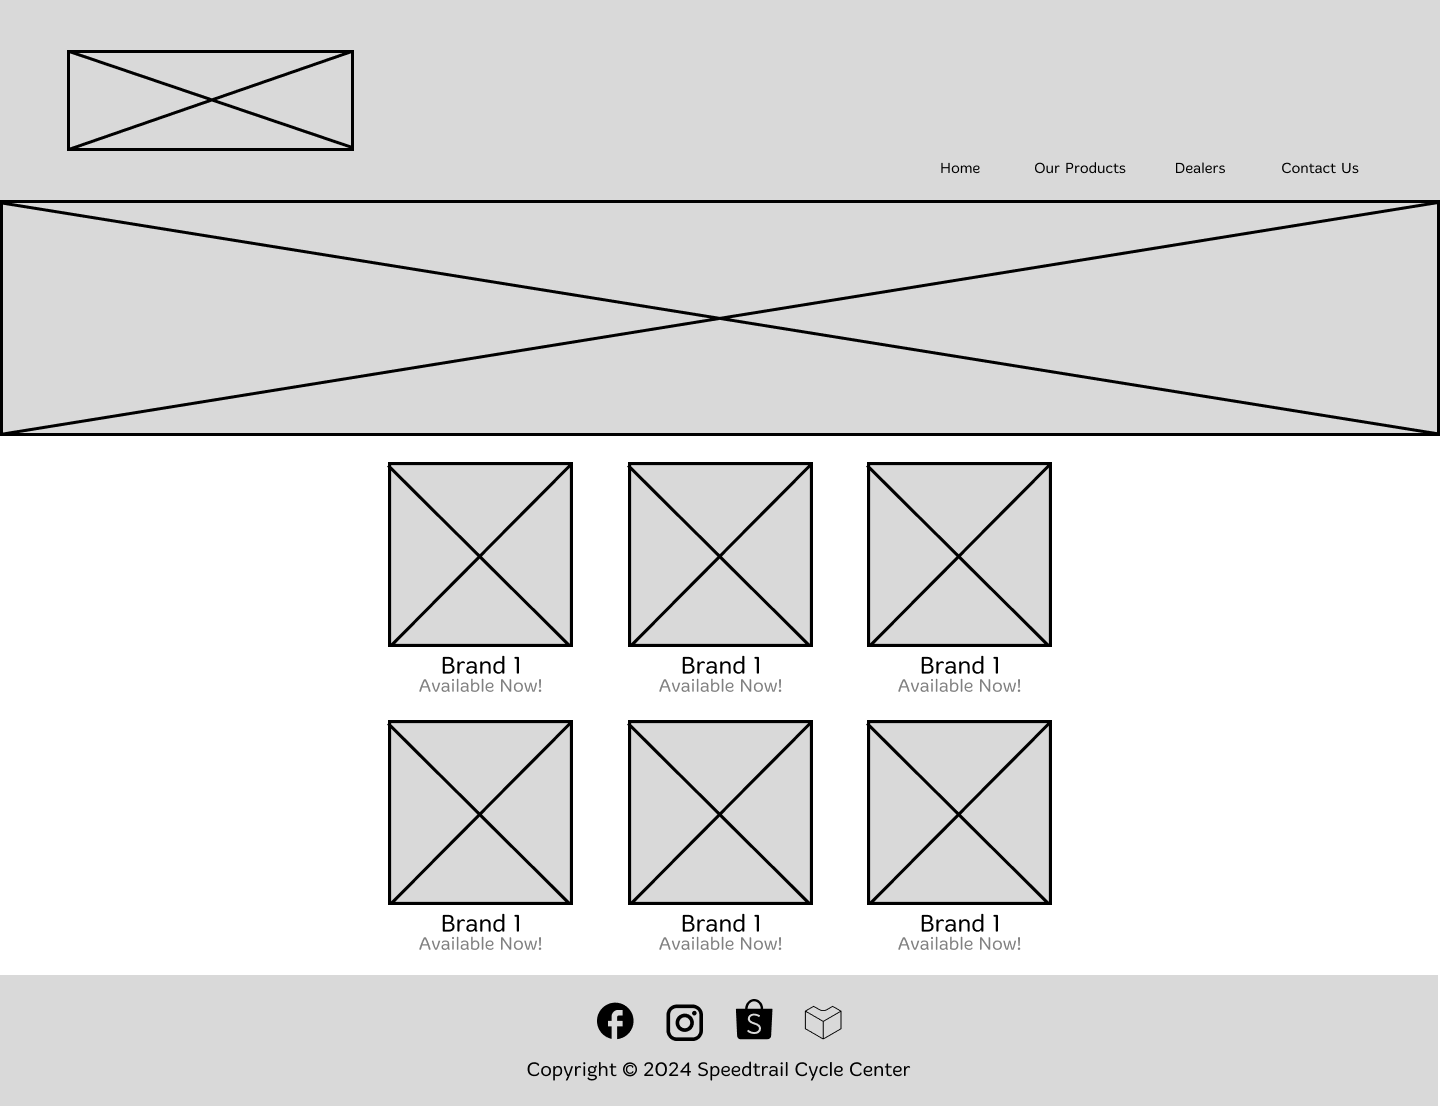 Home Our Products Dealers Contact Us
Brand 1 Brand 1 Brand 1
Available Now! Available Now! Available Now!
Brand 1 Brand 1 Brand 1
Available Now! Available Now! Available Now!
S
Copyright © 2024 Speedtrail Cycle Center